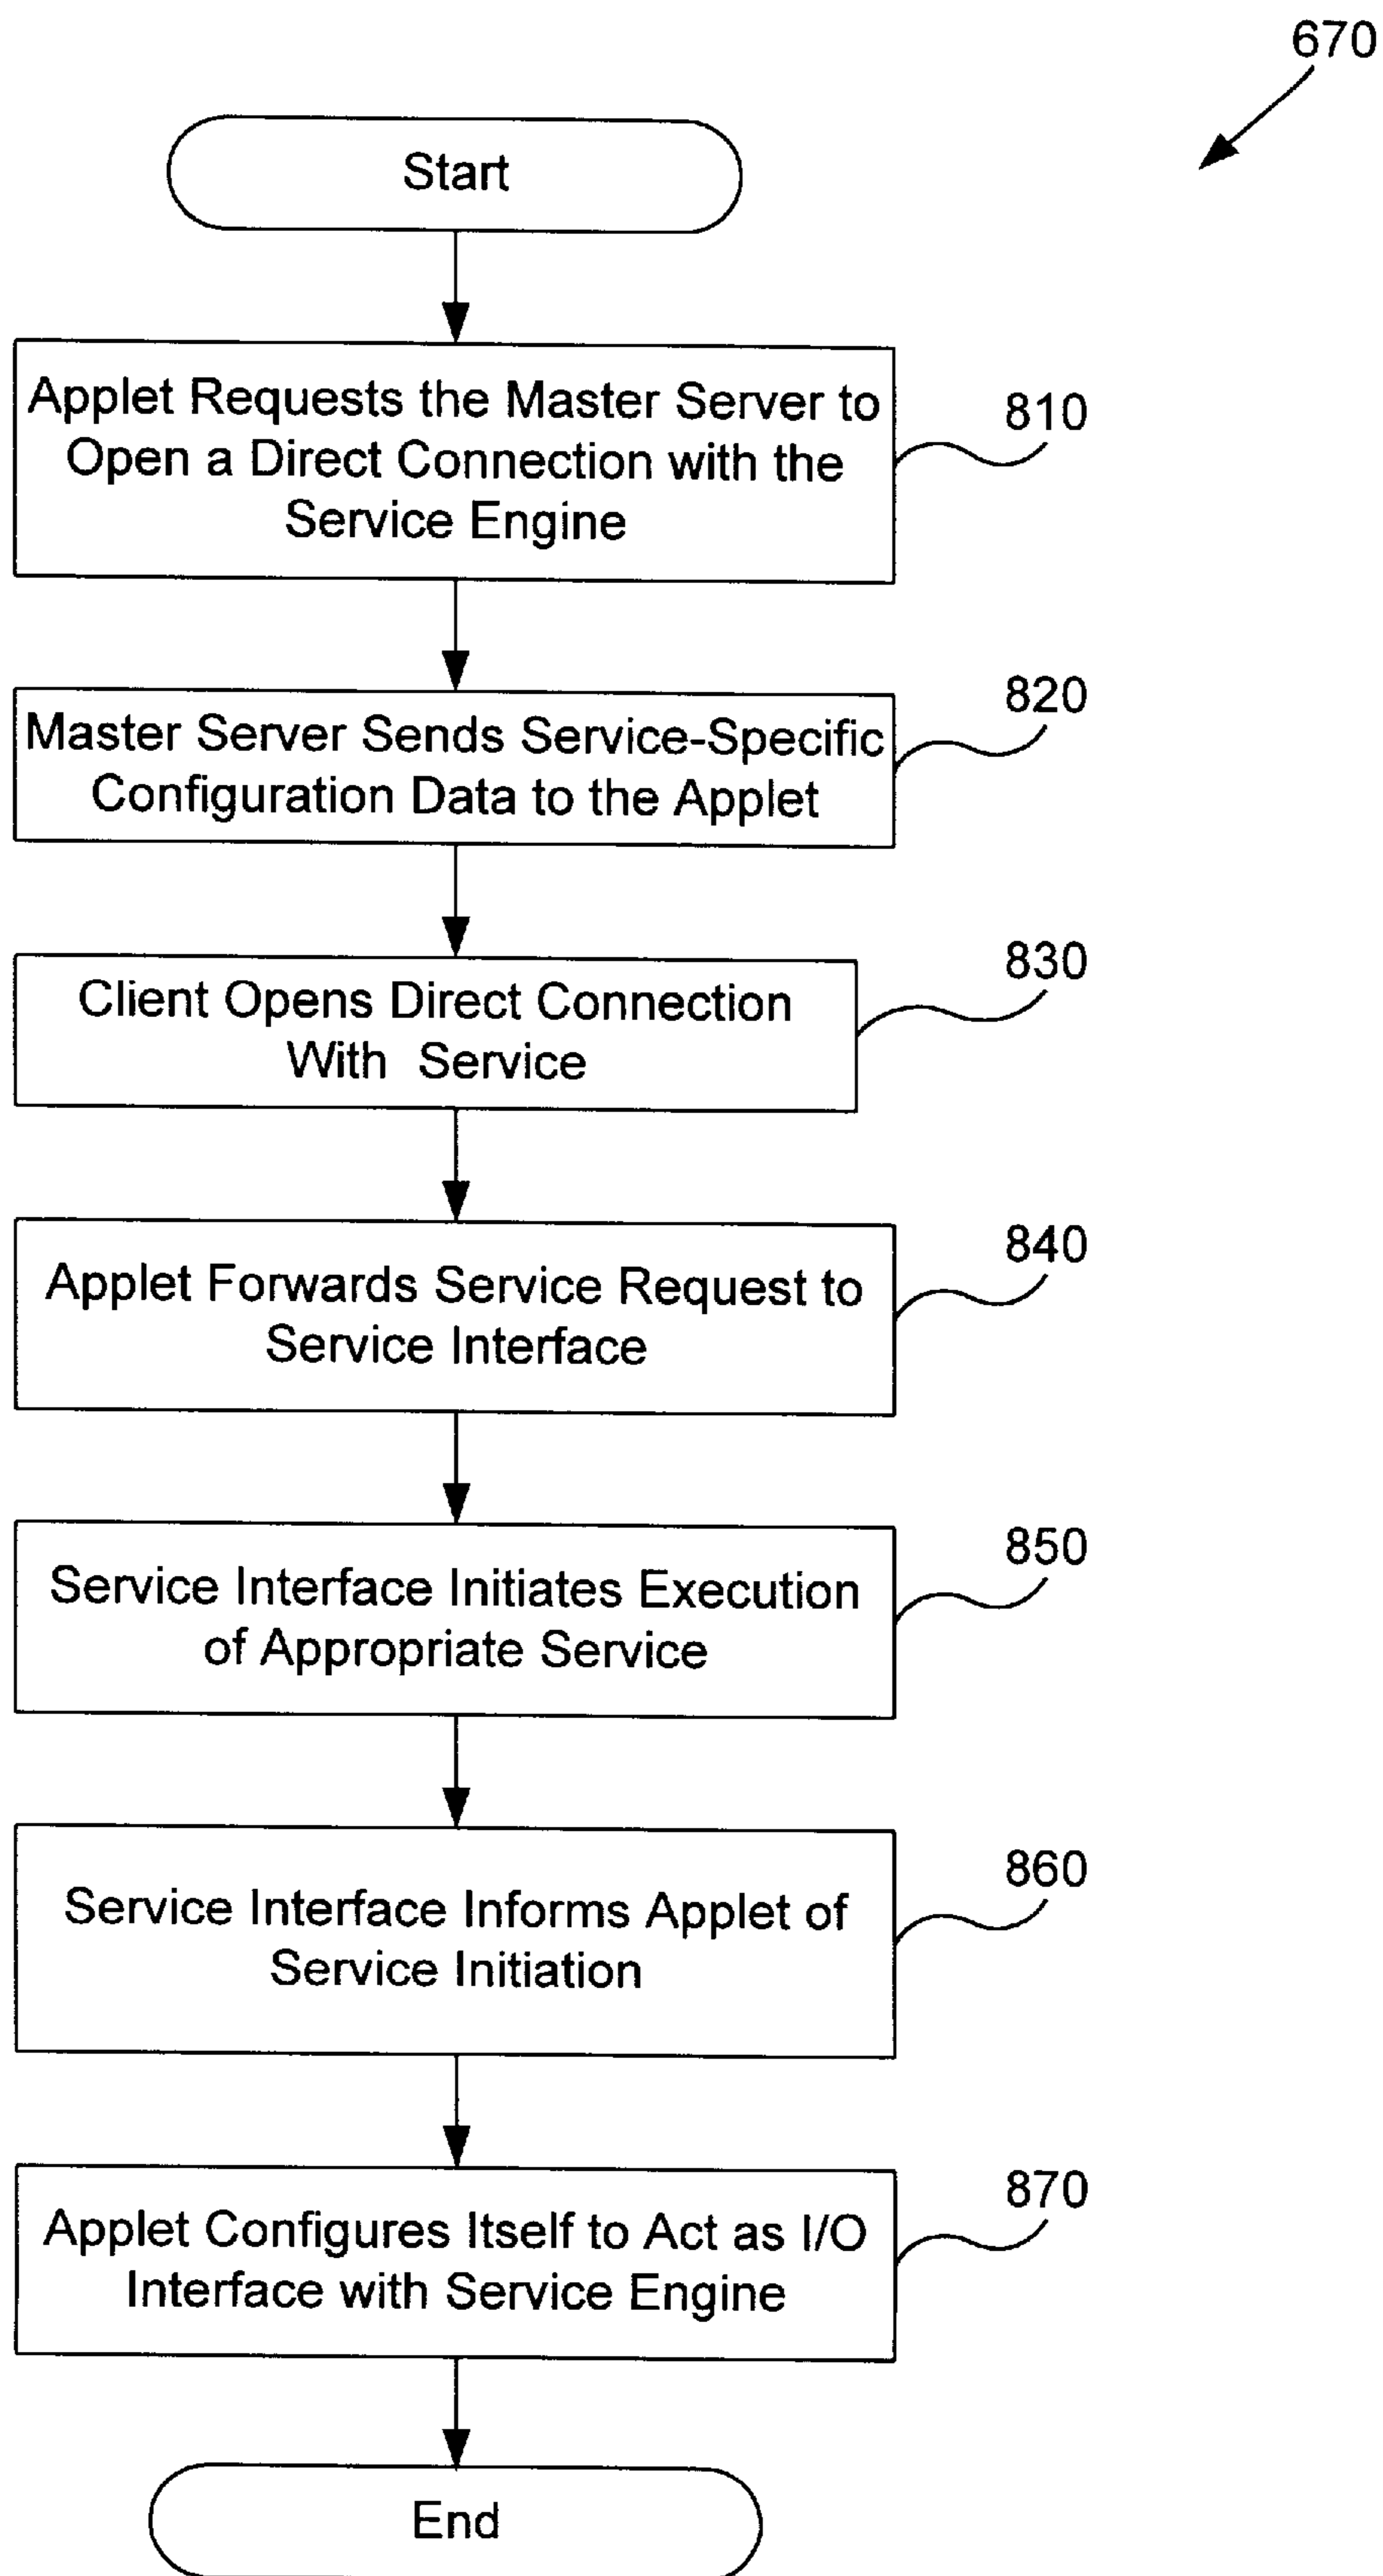 670
Start
Applet Requests the Master Server to
Open a Direct Connection with the
Service Engine
810
Master Server Sends Service-Specific
Configuration Data to the Applet
820
Client Opens Direct Connection
With Service
830
Applet Forwards Service Request to
Service Interface
840
Service Interface Initiates Execution
of Appropriate Service
850
Service Interface Informs Applet of
Service Initiation
860
Applet Configures Itself to Act as I/O
Interface with Service Engine
870
End